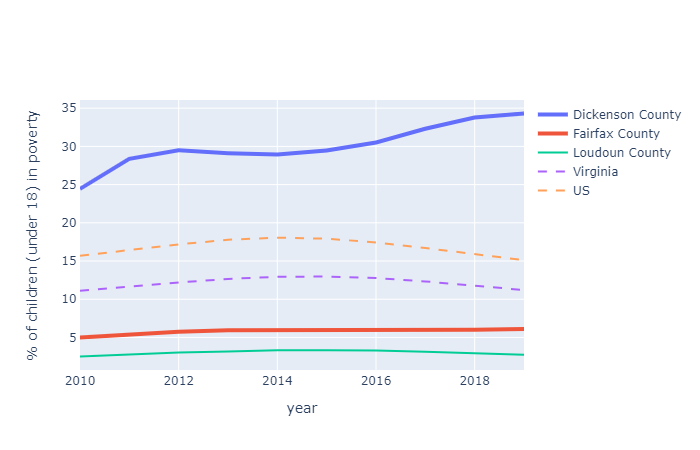 % of children (under 18) in poverty
35
30
25
20
15
10
5
2010 2012 2014 2016 2018
year
Dickenson County
Fairfax County
Loudoun County
Virginia
US